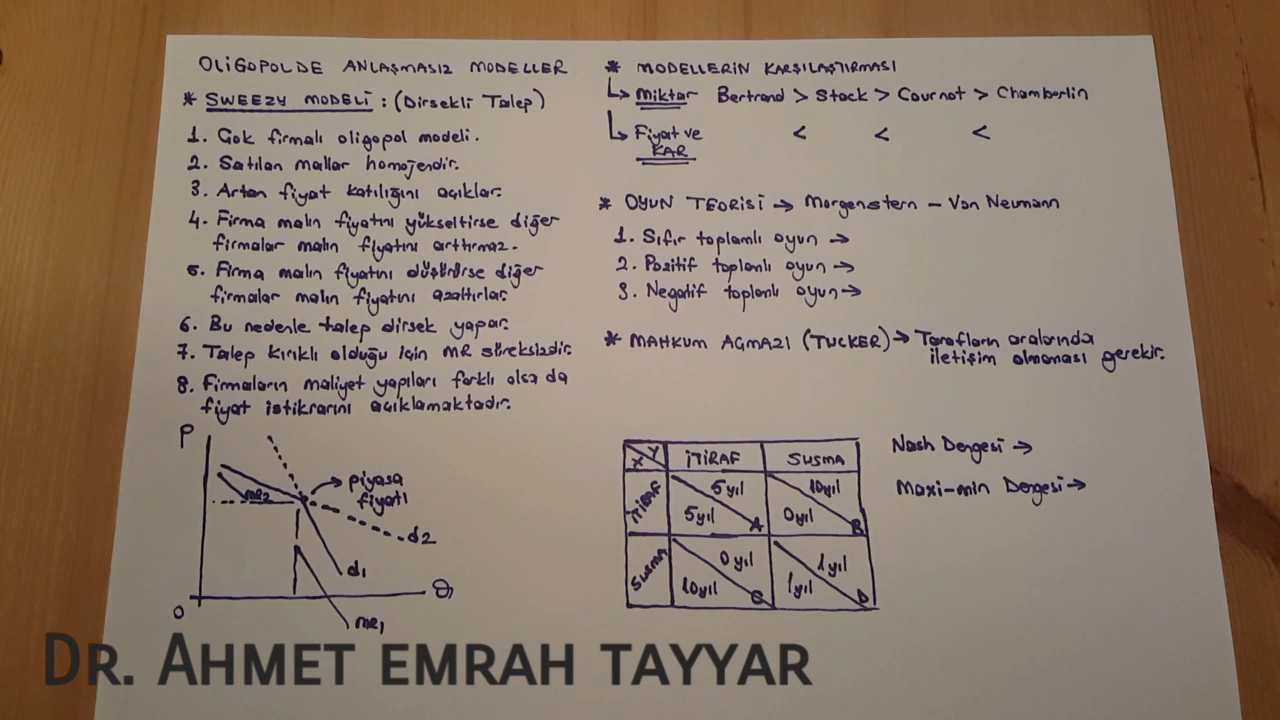 OLİGOPOLDE ANLAŞMASIZ MODELLER
* SWEEZY MODELİ : (Dirsekli Talep)
1. Çok firmalı oligopol modeli.
2. Satılan mallar homojendir.
3. Artan fiyat katılığını açıklar.
4. Firma malın fiyatını yükseltirse diğer
firmalar malın fiyatını arttırmaz.
5. Firma malın fiyatını düşürürse diğer
firmalar malın fiyatını azaltırlar.
6. Bu nedenle talep dirsek yapar.
7. Talep kırıklı olduğu için MR süreksizdir.
8. Firmaların maliyet yapıları farklı olsa da
fiyat istikrarını açıklamaktadır.
P
piyasa
fiyatı
MR2
d2
d1
Q
0
MR1
* MODELLERİN KARŞILAŞTIRMASI
↳ Miktar Bertrand > Stack > Cournot > Chamberlin
↳ Fiyat ve < < <
KAR
* OYUN TEORİSİ → Morgenstern - Von Neumann
1. Sıfır toplamlı oyun →
2. Pozitif toplamlı oyun →
3. Negatif toplamlı oyun →
* MAHKUM AÇMAZI (TUCKER) → Tarafların aralarında
iletişim olmaması gerekir.
X Y İTİRAF SUSMA
İTİRAF 5yıl 10yıl
5yıl A 0yıl B
SUSMA 0yıl 1yıl
10yıl C 1yıl D
Nash Dengesi →
Maxi-min Dengesi →
DR. AHMET EMRAH TAYYAR